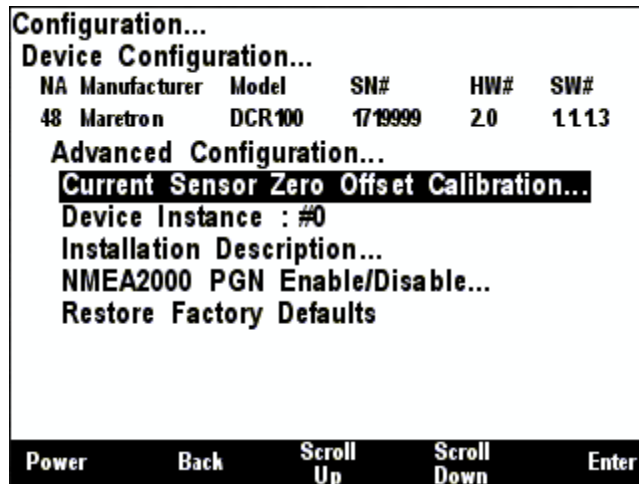 Configuration...
Device Configuration...
NA Manufacturer Model SN# HW# SW#
48 Maretron DCR100 1719999 2.0 1.1.1.3
Advanced Configuration...
Current Sensor Zero Offset Calibration...
Device Instance : #0
Installation Description...
NMEA2000 PGN Enable/Disable...
Restore Factory Defaults
Power Back Scroll Up Scroll Down Enter